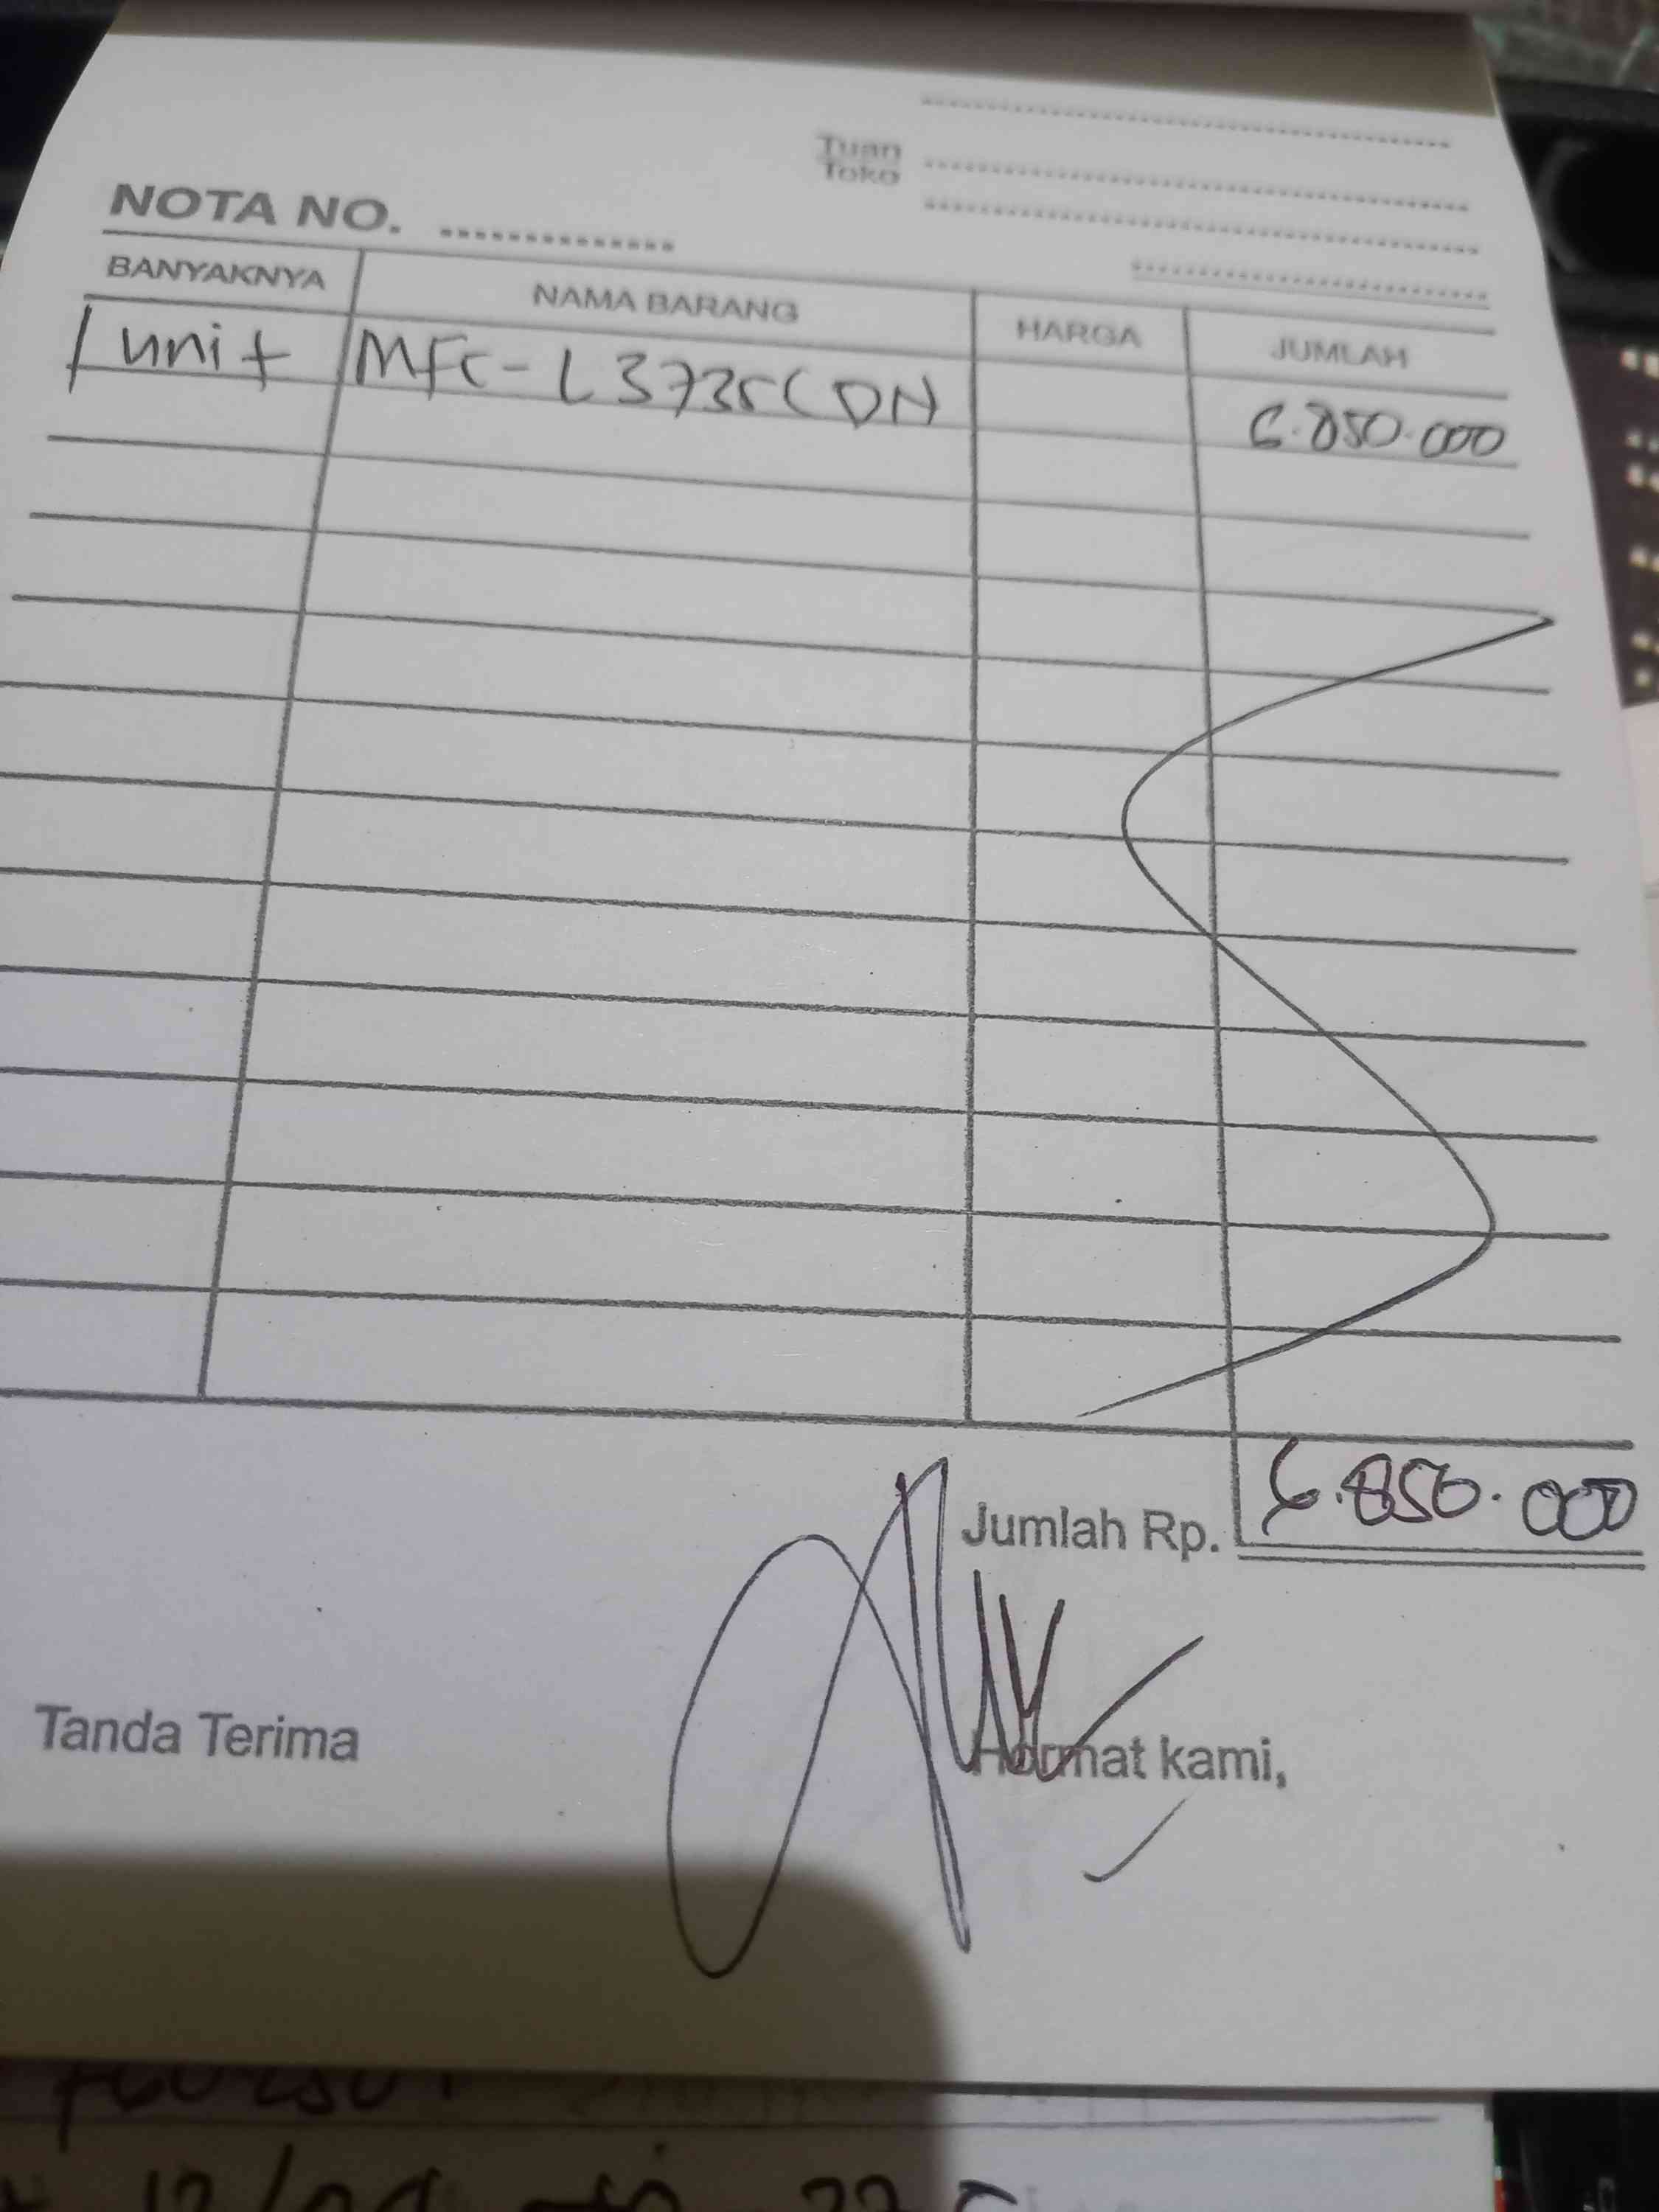 Tuan
Toko
NOTA NO. ..............
BANYAKNYA NAMA BARANG HARGA JUMLAH
1 unit MFC-L3735CDN 6.850.000
Jumlah Rp. 6.850.000
Tanda Terima Hormat kami,